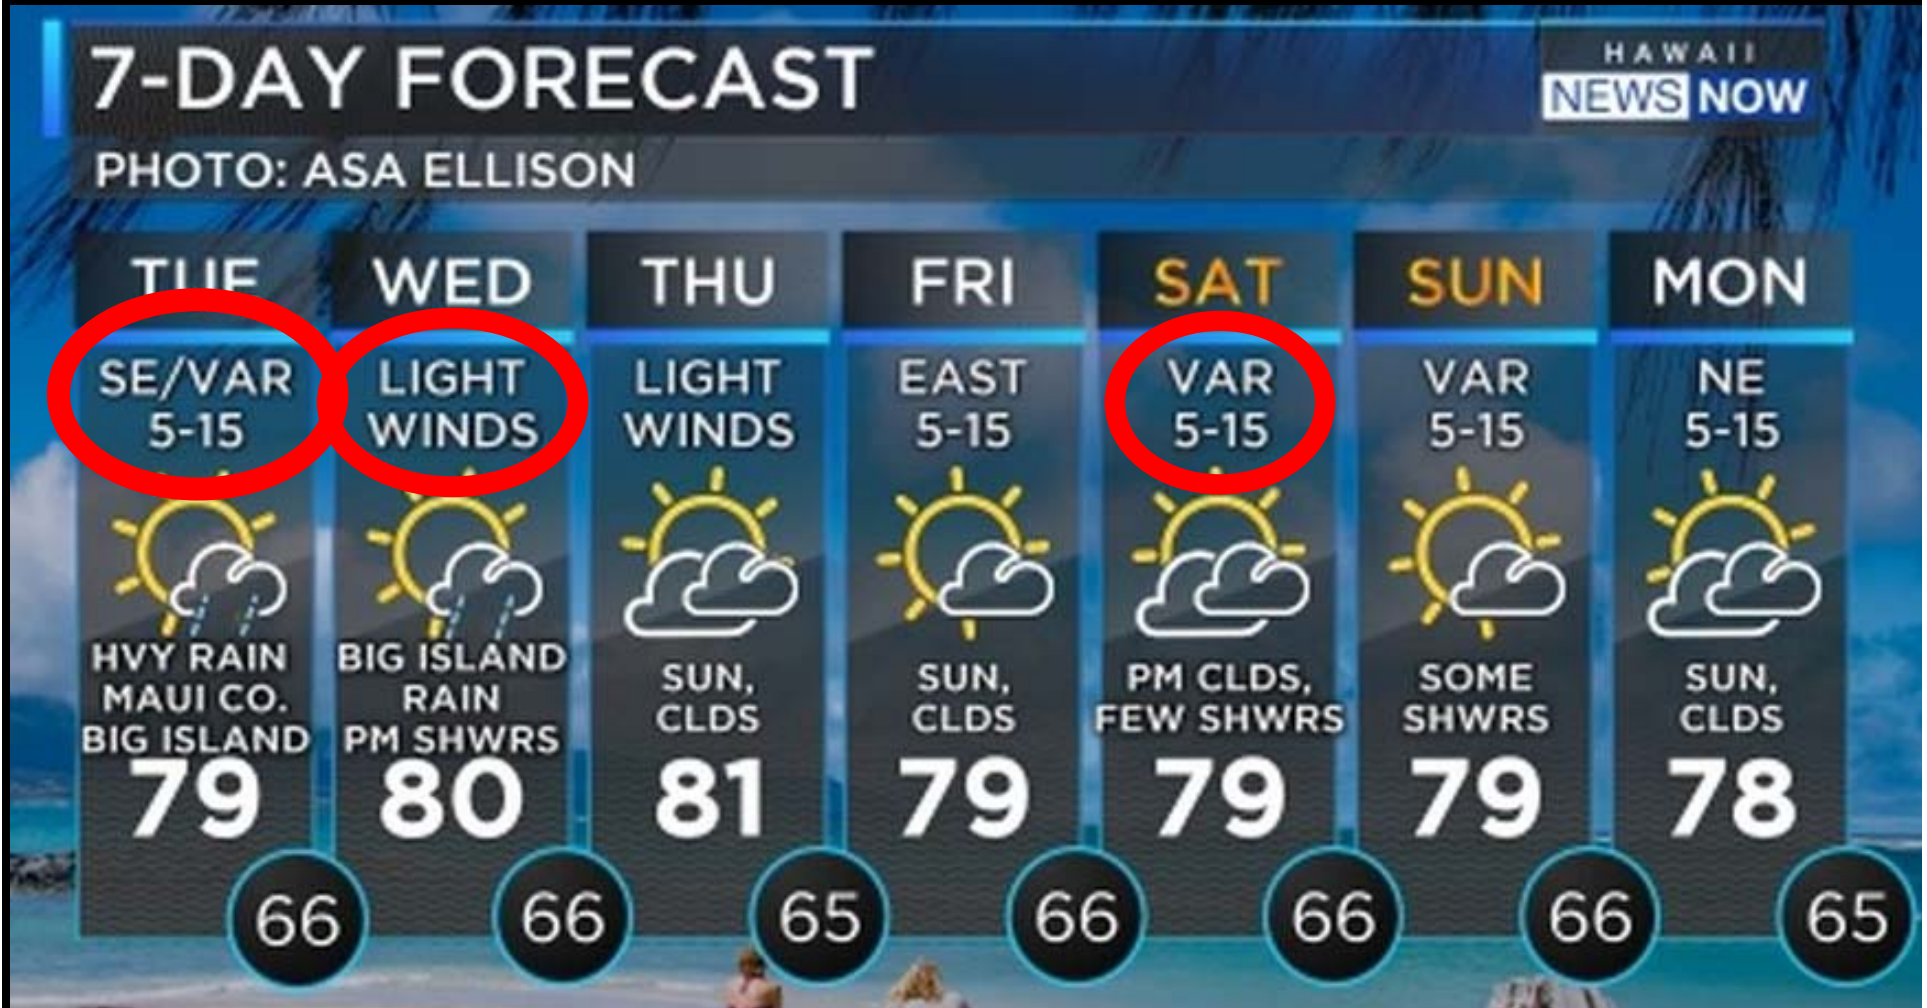 7-DAY FORECAST
HAWAII
NEWS NOW
PHOTO: ASA ELLISON
TUE
SE/VAR
5-15
HVY RAIN
MAUI CO.
BIG ISLAND
79
66
WED
LIGHT
WINDS
BIG ISLAND
RAIN
PM SHWRS
80
66
THU
LIGHT
WINDS
SUN,
CLDS
81
65
FRI
EAST
5-15
SUN,
CLDS
79
66
SAT
VAR
5-15
PM CLDS,
FEW SHWRS
79
66
SUN
VAR
5-15
SOME
SHWRS
79
66
MON
NE
5-15
SUN,
CLDS
78
65